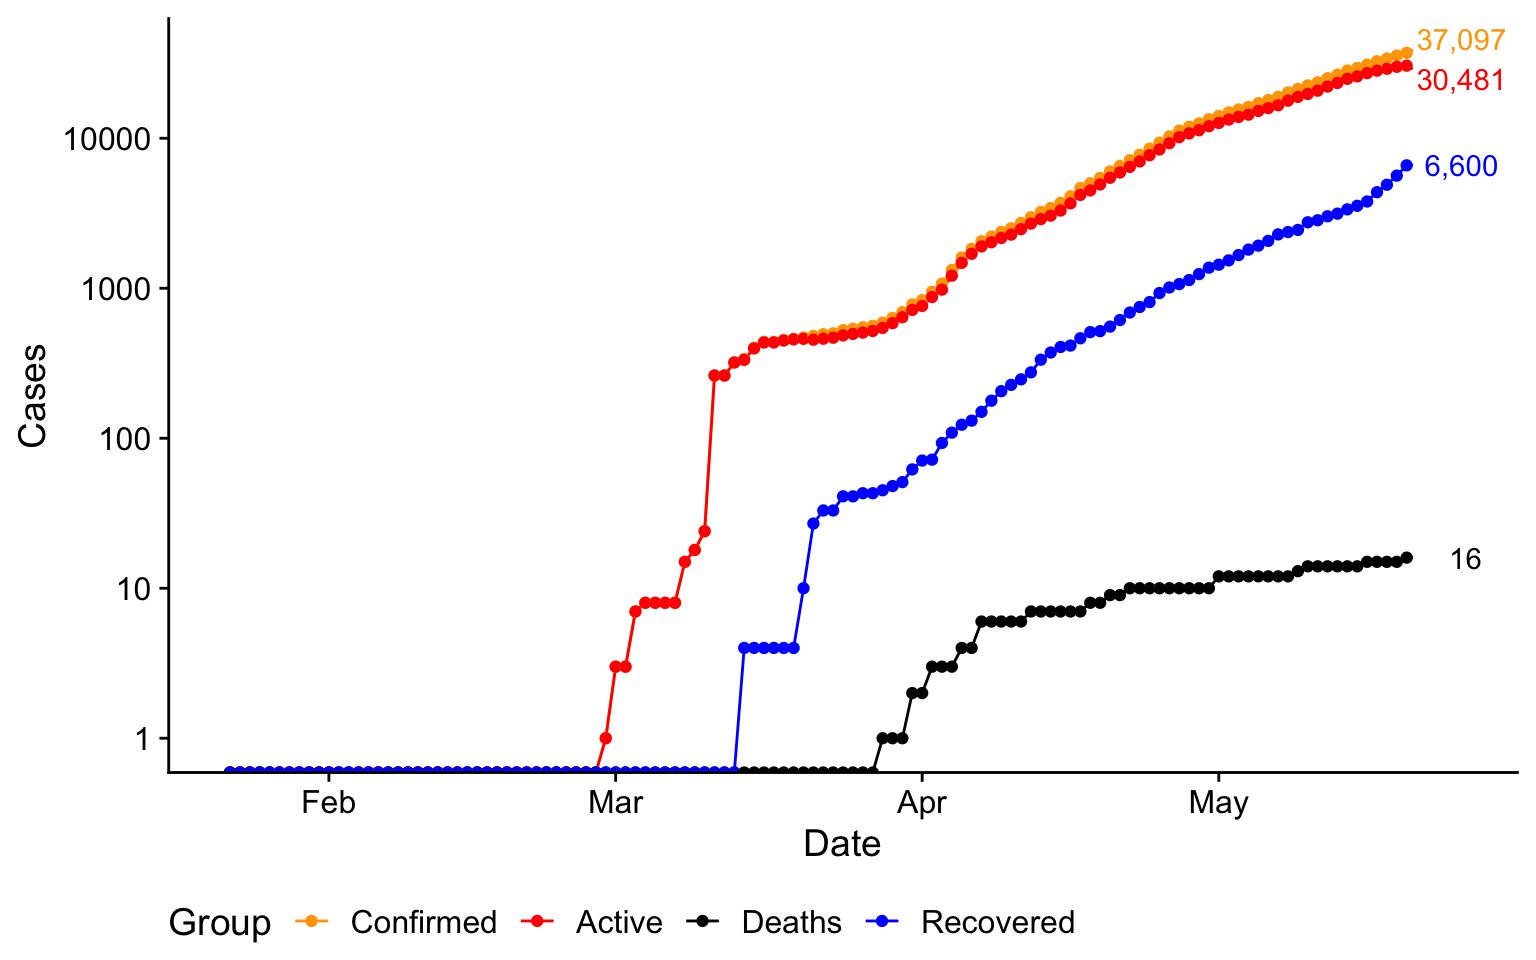 37,097
30,481
10000
6,600
1000
Cases
100
16
10
1
Feb Mar Apr May
Date
Group Confirmed Active Deaths Recovered